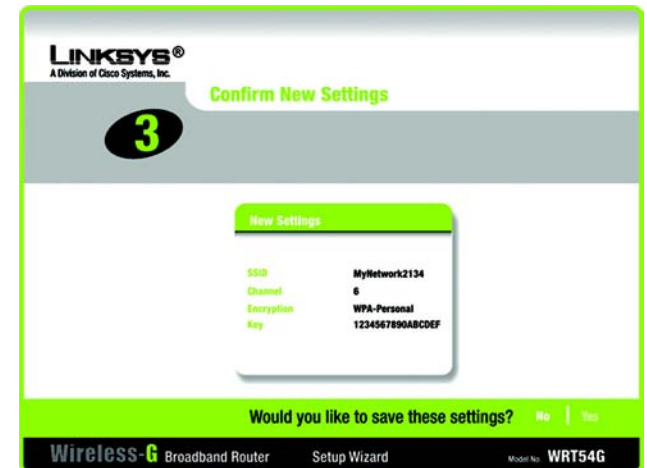 LINKSYS®
A Division of Cisco Systems, Inc.
Confirm New Settings
3
New Settings
SSID MyNetwork2134
Channel 6
Encryption WPA-Personal
Key 1234567890ABCDEF
Would you like to save these settings? No | Yes
Wireless-G Broadband Router Setup Wizard Model No. WRT54G